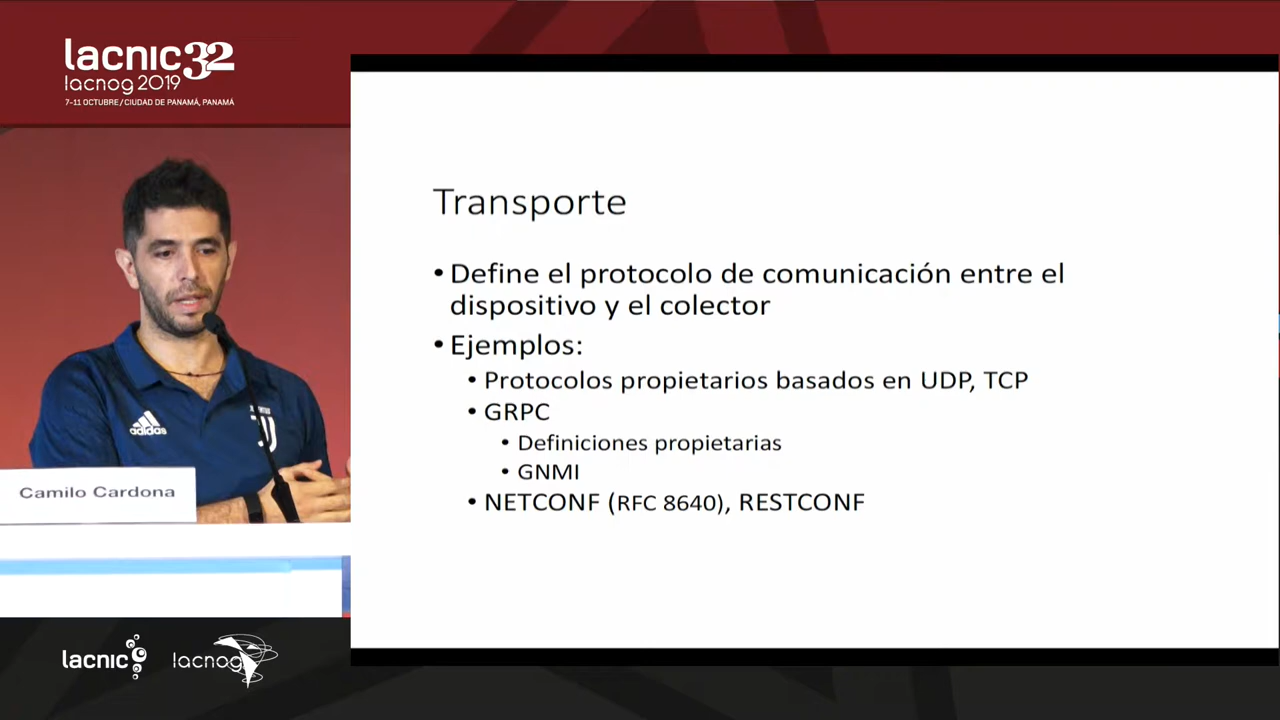 lacnic32
lacnog 2019
7-11 OCTUBRE / CIUDAD DE PANAMÁ, PANAMÁ
Transporte
• Define el protocolo de comunicación entre el
dispositivo y el colector
• Ejemplos:
• Protocolos propietarios basados en UDP, TCP
• GRPC
• Definiciones propietarias
• GNMI
• NETCONF (RFC 8640), RESTCONF
adidas
Camilo Cardona
lacnic
lacnog